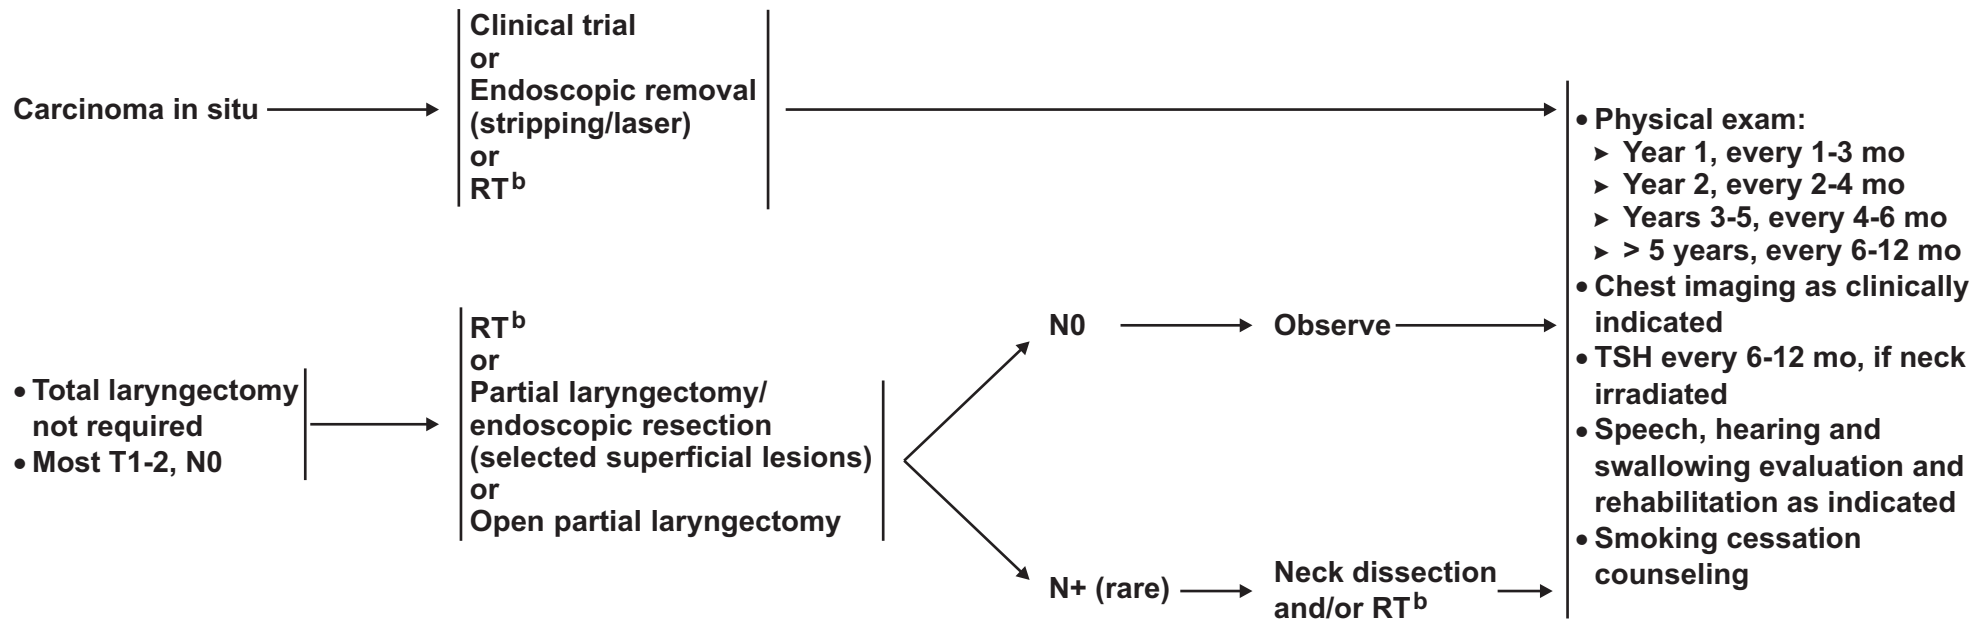 Carcinoma in situ
Clinical trial
or
Endoscopic removal
(stripping/laser)
or
RTb
• Total laryngectomy
not required
• Most T1-2, N0
RTb
or
Partial laryngectomy/
endoscopic resection
(selected superficial lesions)
or
Open partial laryngectomy
N0
Observe
N+ (rare)
Neck dissection
and/or RTb
• Physical exam:
➤ Year 1, every 1-3 mo
➤ Year 2, every 2-4 mo
➤ Years 3-5, every 4-6 mo
➤ > 5 years, every 6-12 mo
• Chest imaging as clinically
indicated
• TSH every 6-12 mo, if neck
irradiated
• Speech, hearing and
swallowing evaluation and
rehabilitation as indicated
• Smoking cessation
counseling